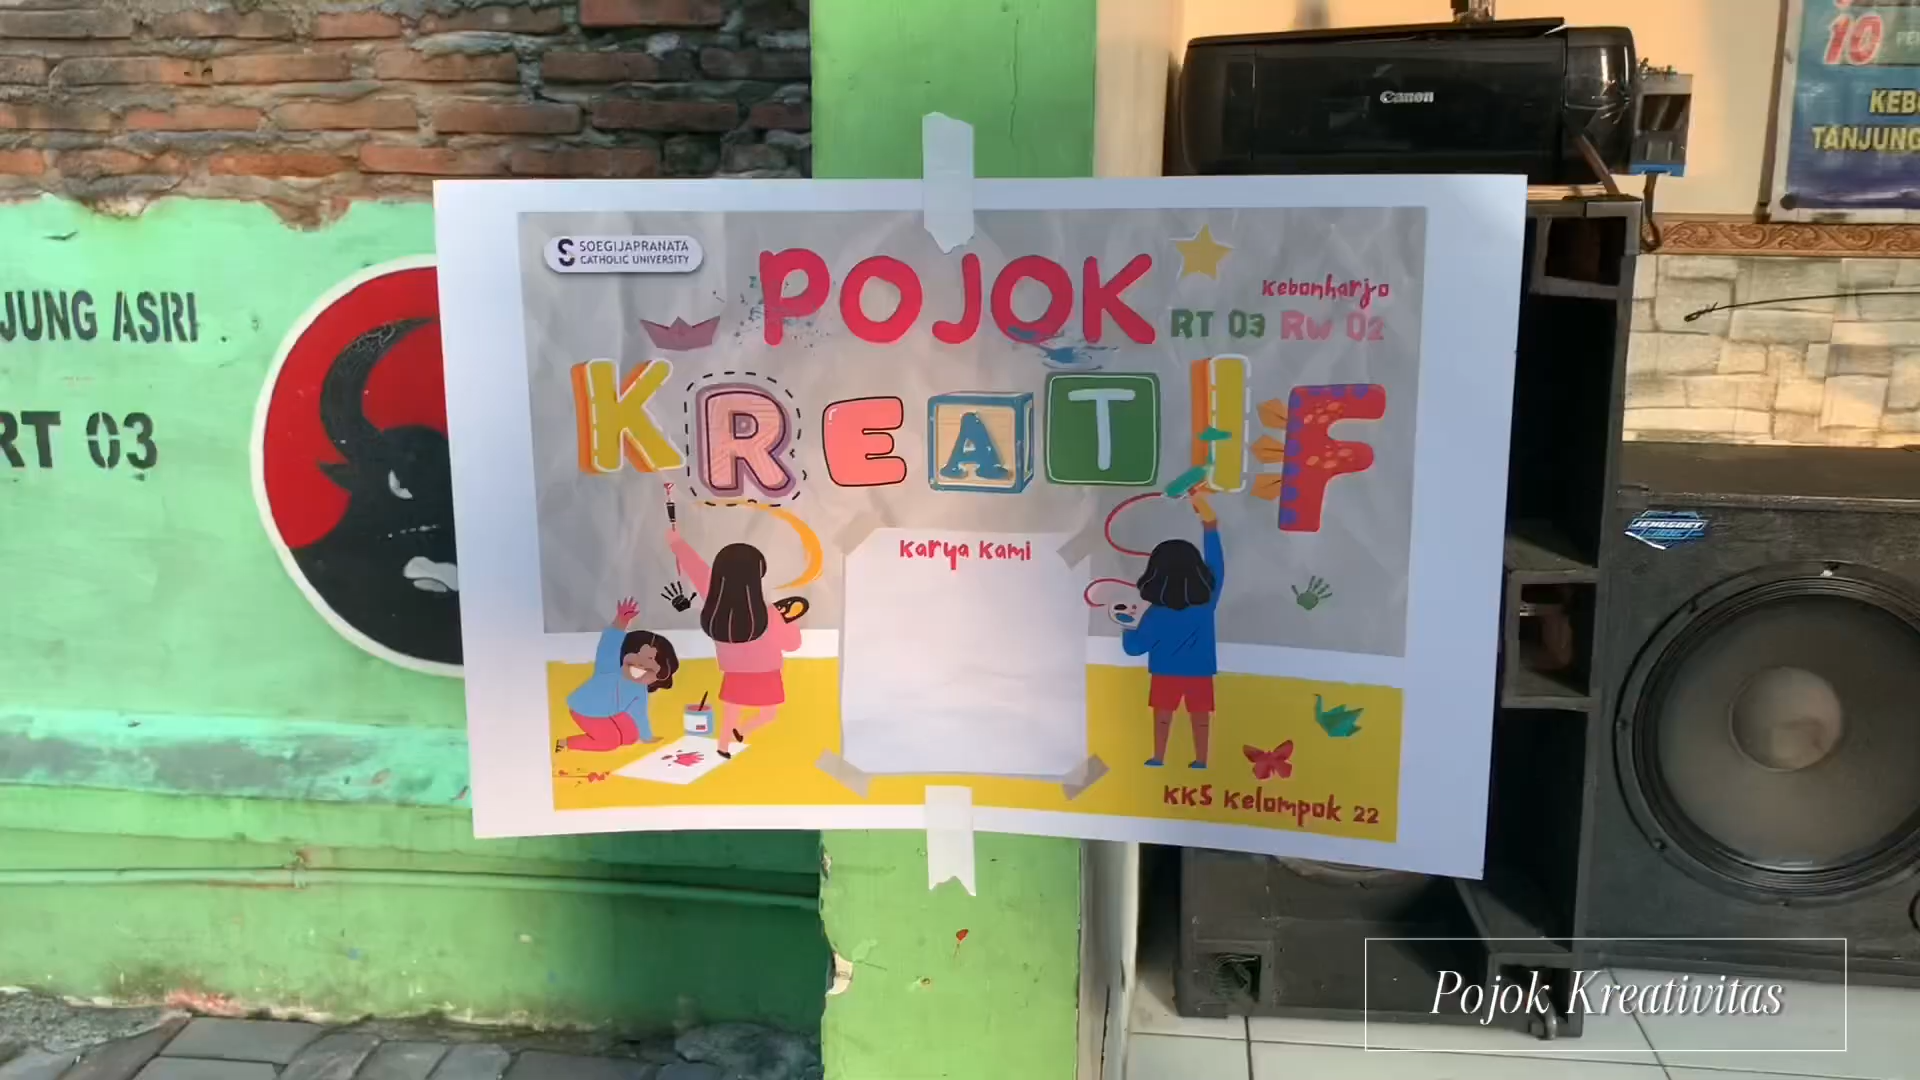 JUNG ASRI
RT 03
SOEGIJAPRANATA
CATHOLIC UNIVERSITY
POJOK
Kebonharjo
RT 03 RW 02
KREATIF
Karya Kami
KKS Kelompok 22
Canon
10
KEB
TANJUNG
JENGGOET
Pojok Kreativitas